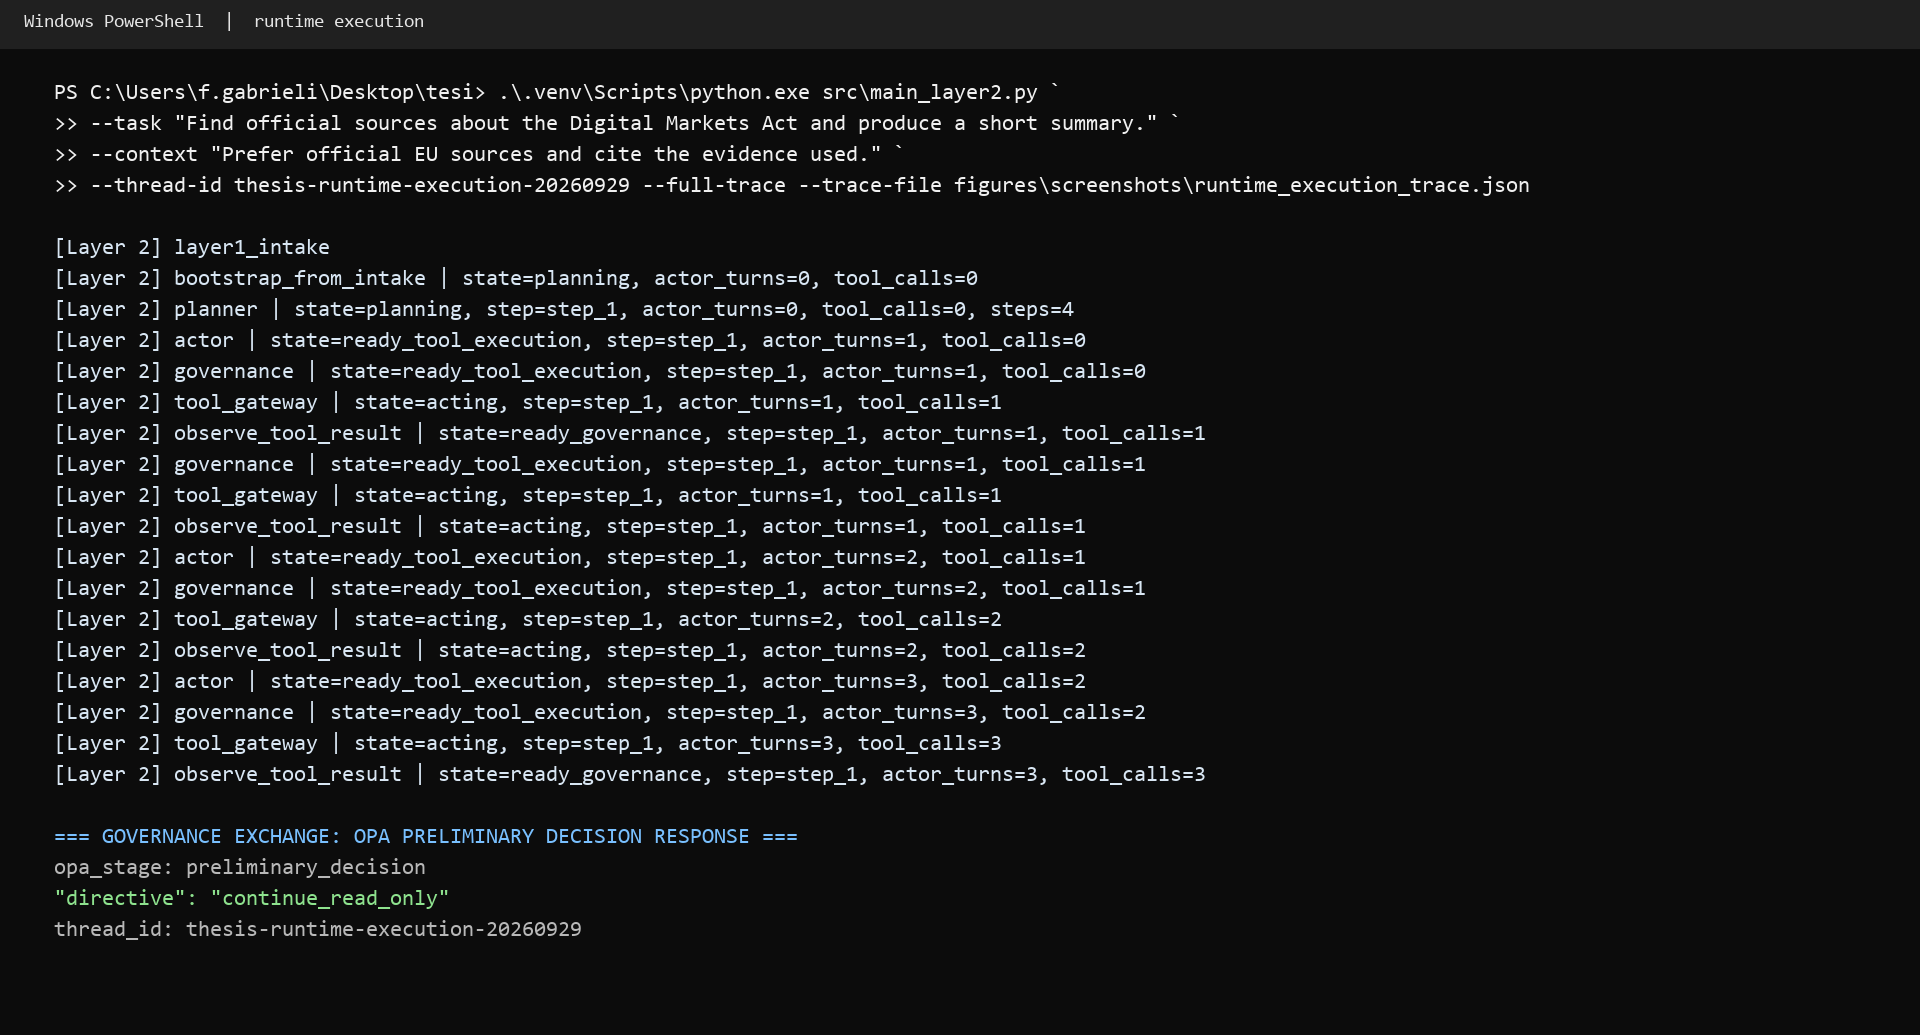 Windows PowerShell │ runtime execution
PS C:\Users\f.gabrieli\Desktop\tesi> .\.venv\Scripts\python.exe src\main_layer2.py `
>> --task "Find official sources about the Digital Markets Act and produce a short summary." `
>> --context "Prefer official EU sources and cite the evidence used." `
>> --thread-id thesis-runtime-execution-20260929 --full-trace --trace-file figures\screenshots\runtime_execution_trace.json
[Layer 2] layer1_intake
[Layer 2] bootstrap_from_intake │ state=planning, actor_turns=0, tool_calls=0
[Layer 2] planner │ state=planning, step=step_1, actor_turns=0, tool_calls=0, steps=4
[Layer 2] actor │ state=ready_tool_execution, step=step_1, actor_turns=1, tool_calls=0
[Layer 2] governance │ state=ready_tool_execution, step=step_1, actor_turns=1, tool_calls=0
[Layer 2] tool_gateway │ state=acting, step=step_1, actor_turns=1, tool_calls=1
[Layer 2] observe_tool_result │ state=ready_governance, step=step_1, actor_turns=1, tool_calls=1
[Layer 2] governance │ state=ready_tool_execution, step=step_1, actor_turns=1, tool_calls=1
[Layer 2] tool_gateway │ state=acting, step=step_1, actor_turns=1, tool_calls=1
[Layer 2] observe_tool_result │ state=acting, step=step_1, actor_turns=1, tool_calls=1
[Layer 2] actor │ state=ready_tool_execution, step=step_1, actor_turns=2, tool_calls=1
[Layer 2] governance │ state=ready_tool_execution, step=step_1, actor_turns=2, tool_calls=1
[Layer 2] tool_gateway │ state=acting, step=step_1, actor_turns=2, tool_calls=2
[Layer 2] observe_tool_result │ state=acting, step=step_1, actor_turns=2, tool_calls=2
[Layer 2] actor │ state=ready_tool_execution, step=step_1, actor_turns=3, tool_calls=2
[Layer 2] governance │ state=ready_tool_execution, step=step_1, actor_turns=3, tool_calls=2
[Layer 2] tool_gateway │ state=acting, step=step_1, actor_turns=3, tool_calls=3
[Layer 2] observe_tool_result │ state=ready_governance, step=step_1, actor_turns=3, tool_calls=3
=== GOVERNANCE EXCHANGE: OPA PRELIMINARY DECISION RESPONSE ===
opa_stage: preliminary_decision
"directive": "continue_read_only"
thread_id: thesis-runtime-execution-20260929